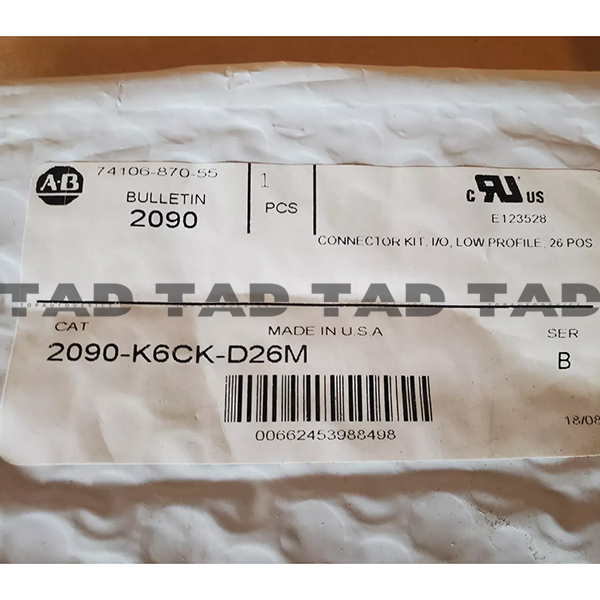 A-B
74106-870-55
BULLETIN
2090
1
PCS
c RU US
E123528
CONNECTOR KIT, I/O, LOW PROFILE, 26 POS
TAD TAD TAD TAD
CAT
MADE IN U.S.A
SER
2090-K6CK-D26M
B
00662453988498
18/08